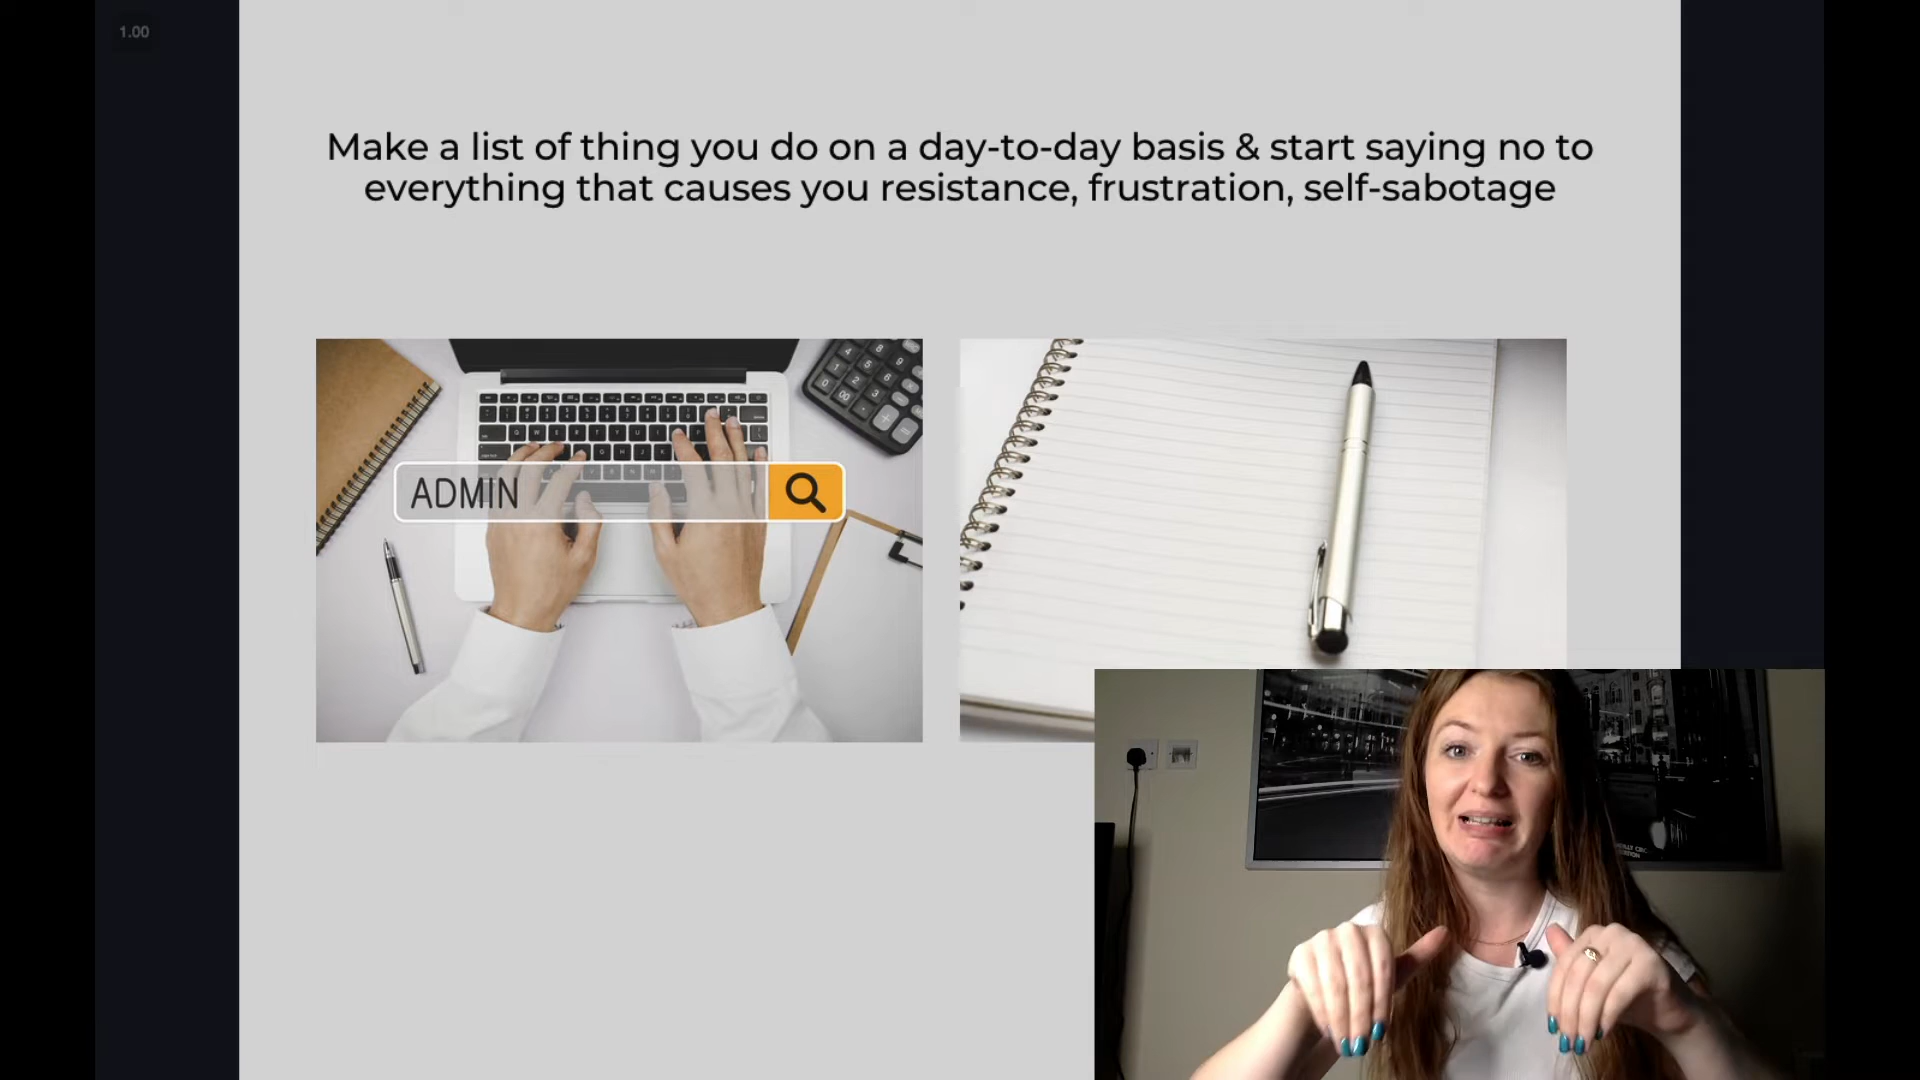 1.00
Make a list of thing you do on a day-to-day basis & start saying no to
everything that causes you resistance, frustration, self-sabotage
ADMIN